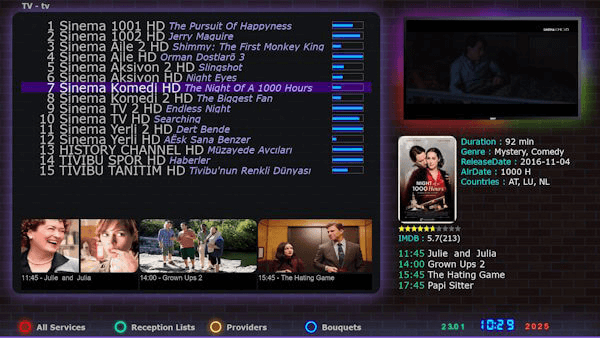 TV - tv
1 Sinema 1001 HD The Pursuit Of Happyness
2 Sinema 1002 HD Jerry Maguire
3 Sinema Aile 2 HD Shimmy: The First Monkey King
4 Sinema Aile HD Orman Dostlarö 3
5 Sinema Aksiyon 2 HD Slingshot
6 Sinema Aksiyon HD Night Eyes
7 Sinema Komedi HD The Night Of A 1000 Hours
8 Sinema Komedi 2 HD The Biggest Fan
9 Sinema TV 2 HD Endless Night
10 Sinema TV HD Searching
11 Sinema Yerli 2 HD Dert Bende
12 Sinema Yerli HD AĒsk Sana Benzer
13 HISTORY CHANNEL HD Müzayede Avcıları
14 TIVIBU SPOR HD Haberler
15 TIVIBU TANITIM HD Tivibu'nun Renkli Dünyası
11:45 - Julie and Julia
14:00 - Grown Ups 2
15:45 - The Hating Game
Duration : 92 min
Genre : Mystery, Comedy
ReleaseDate : 2016-11-04
AirDate : 1000 H
Countries : AT, LU, NL
NIGHT OF A
1000 HOURS
IMDB : 5.7(213)
11:45 Julie and Julia
14:00 Grown Ups 2
15:45 The Hating Game
17:45 Papi Sitter
All Services
Reception Lists
Providers
Bouquets
23.01 10:29 2025